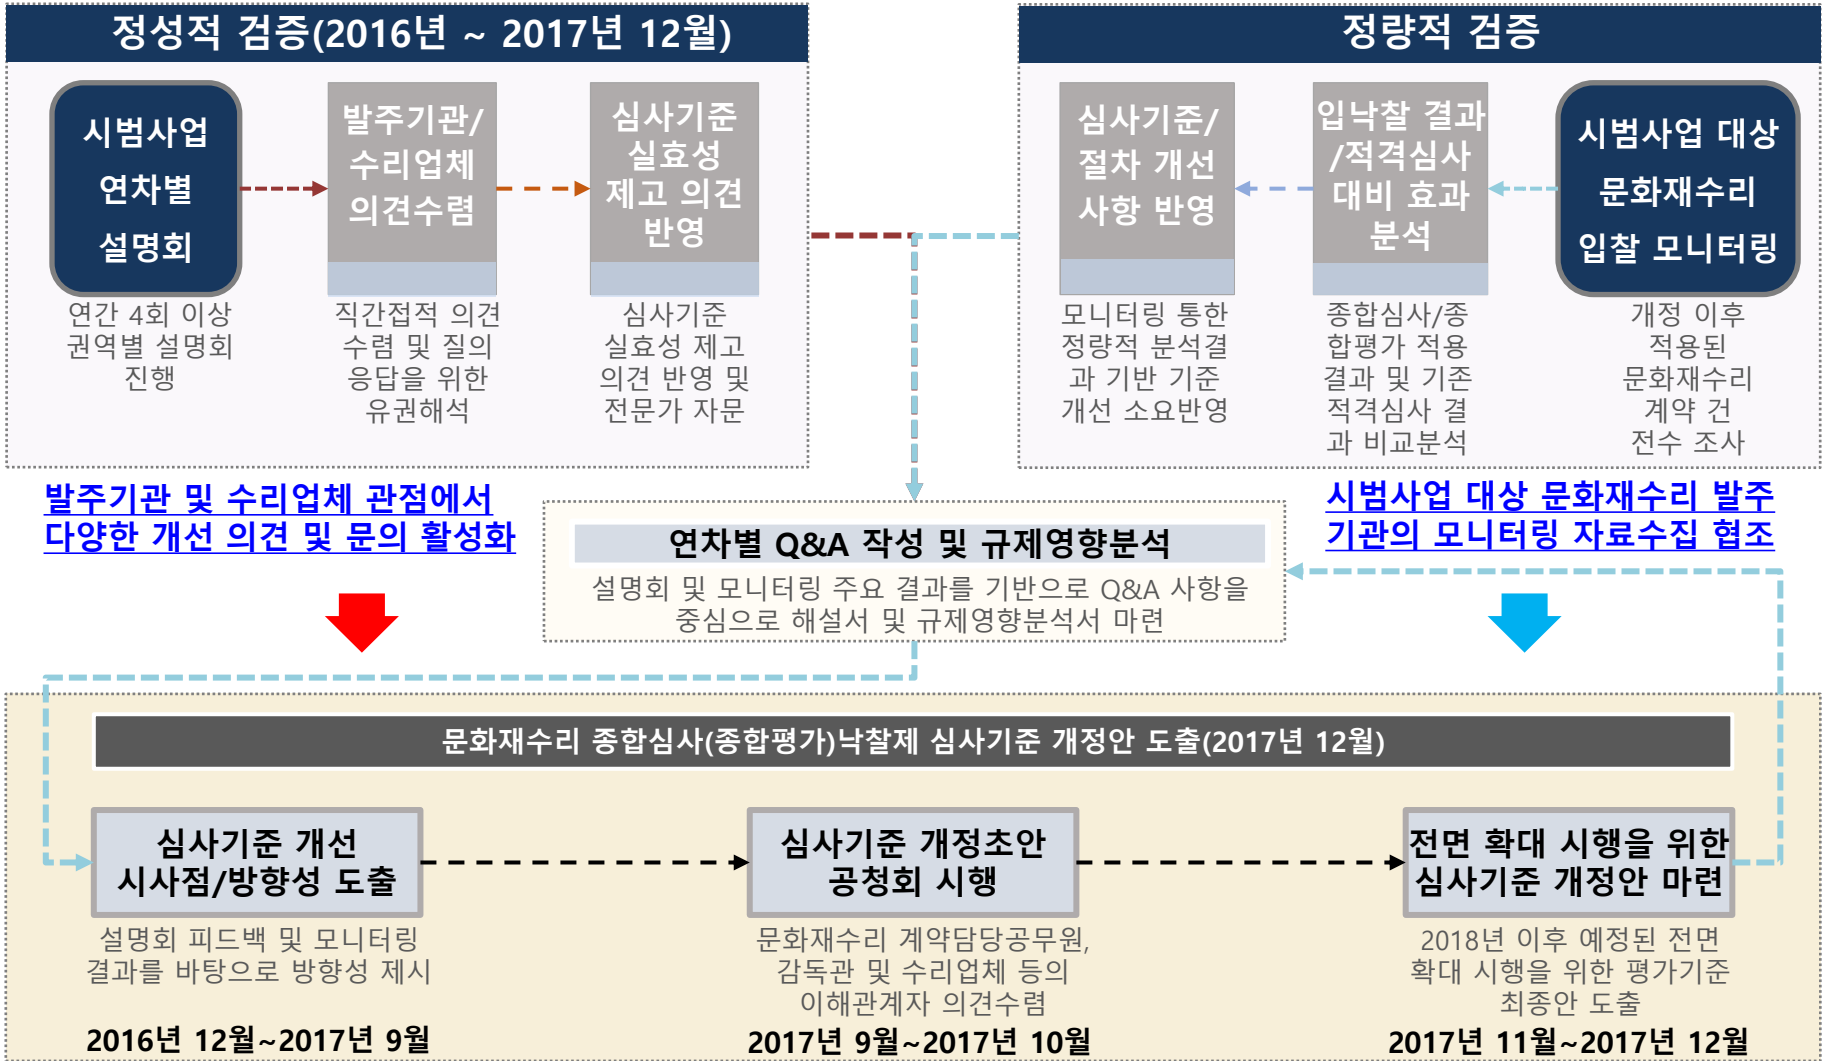 정성적 검증(2016년 ~ 2017년 12월)
시범사업
연차별
설명회
연간 4회 이상
권역별 설명회
진행
발주기관/
수리업체
의견수렴
직간접적 의견
수렴 및 질의
응답을 위한
유권해석
심사기준
실효성
제고 의견
반영
심사기준
실효성 제고
의견 반영 및
전문가 자문
정량적 검증
심사기준/
절차 개선
사항 반영
모니터링 통한
정량적 분석결
과 기반 기준
개선 소요반영
입낙찰 결과
/적격심사
대비 효과
분석
종합심사/종
합평가 적용
결과 및 기존
적격심사 결
과 비교분석
시범사업 대상
문화재수리
입찰 모니터링
개정 이후
적용된
문화재수리
계약 건
전수 조사
발주기관 및 수리업체 관점에서
다양한 개선 의견 및 문의 활성화
시범사업 대상 문화재수리 발주
기관의 모니터링 자료수집 협조
연차별 Q&A 작성 및 규제영향분석
설명회 및 모니터링 주요 결과를 기반으로 Q&A 사항을
중심으로 해설서 및 규제영향분석서 마련
문화재수리 종합심사(종합평가)낙찰제 심사기준 개정안 도출(2017년 12월)
심사기준 개선
시사점/방향성 도출
설명회 피드백 및 모니터링
결과를 바탕으로 방향성 제시
2016년 12월~2017년 9월
심사기준 개정초안
공청회 시행
문화재수리 계약담당공무원,
감독관 및 수리업체 등의
이해관계자 의견수렴
2017년 9월~2017년 10월
전면 확대 시행을 위한
심사기준 개정안 마련
2018년 이후 예정된 전면
확대 시행을 위한 평가기준
최종안 도출
2017년 11월~2017년 12월